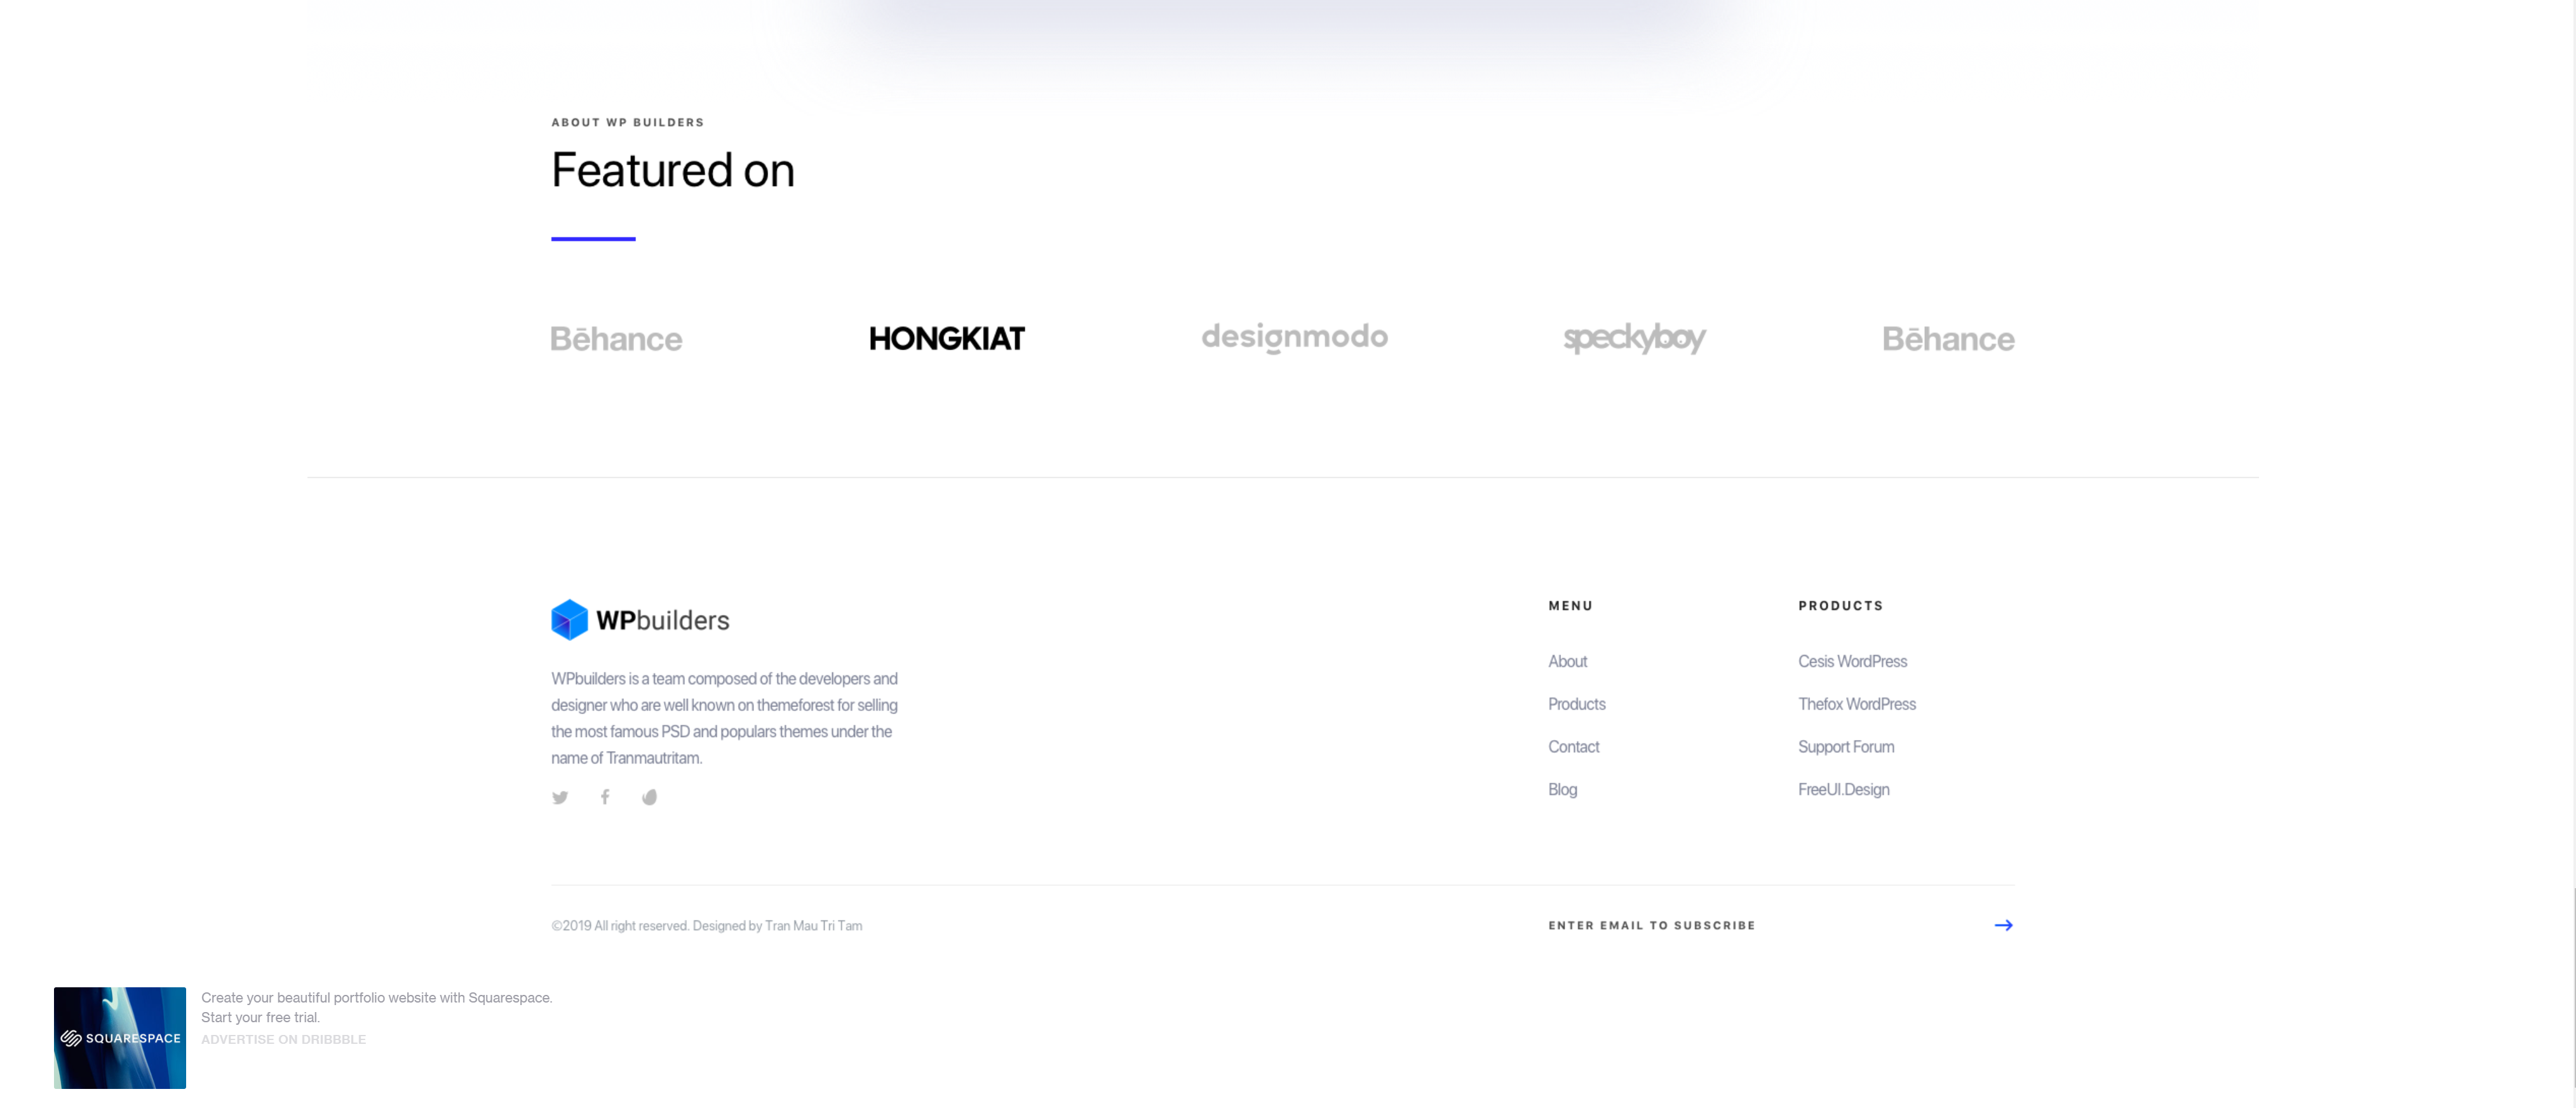 ABOUT WP BUILDERS
Featured on
Bēhance
HONGKIAT
designmodo
speckyboy
Bēhance
WPbuilders
WPbuilders is a team composed of the developers and
designer who are well known on themeforest for selling
the most famous PSD and populars themes under the
name of Tranmautritam.
MENU
About
Products
Contact
Blog
PRODUCTS
Cesis WordPress
Thefox WordPress
Support Forum
FreeUI.Design
©2019 All right reserved. Designed by Tran Mau Tri Tam
ENTER EMAIL TO SUBSCRIBE
SQUARESPACE
Create your beautiful portfolio website with Squarespace.
Start your free trial.
ADVERTISE ON DRIBBBLE